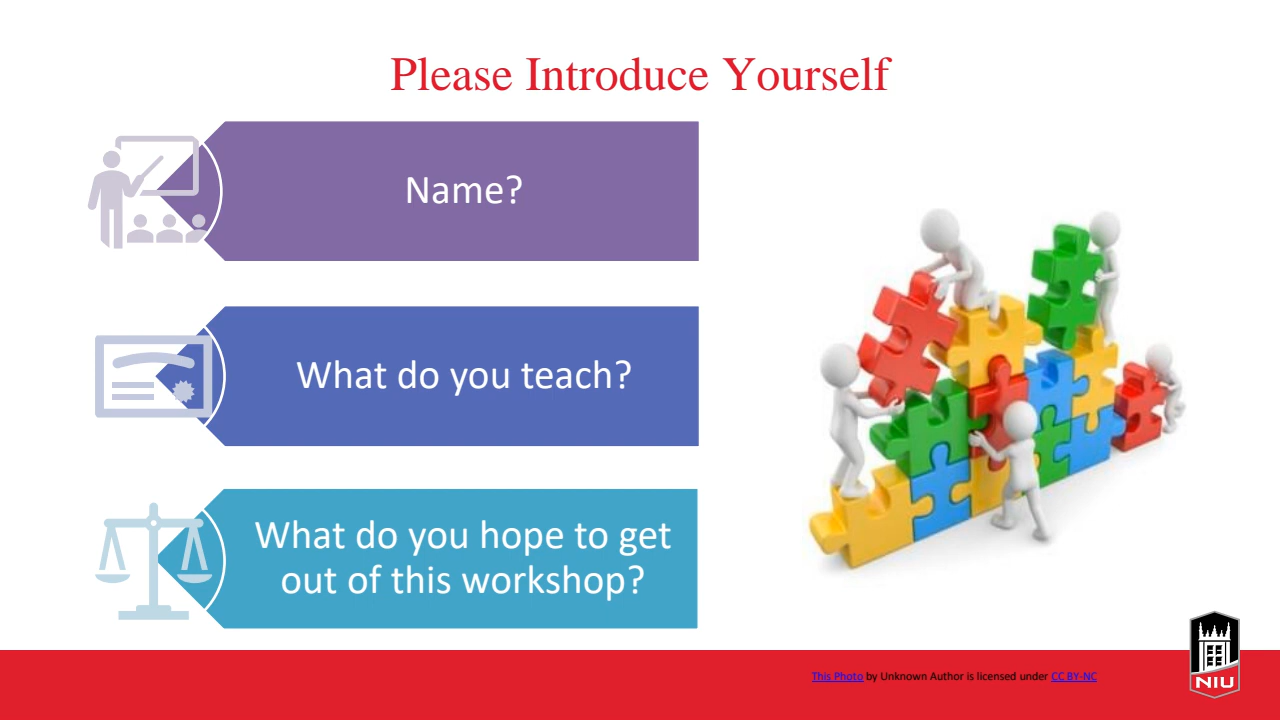 Please Introduce Yourself
Name?
What do you teach?
What do you hope to get
out of this workshop?
This Photo by Unknown Author is licensed under CC BY-NC
NIU